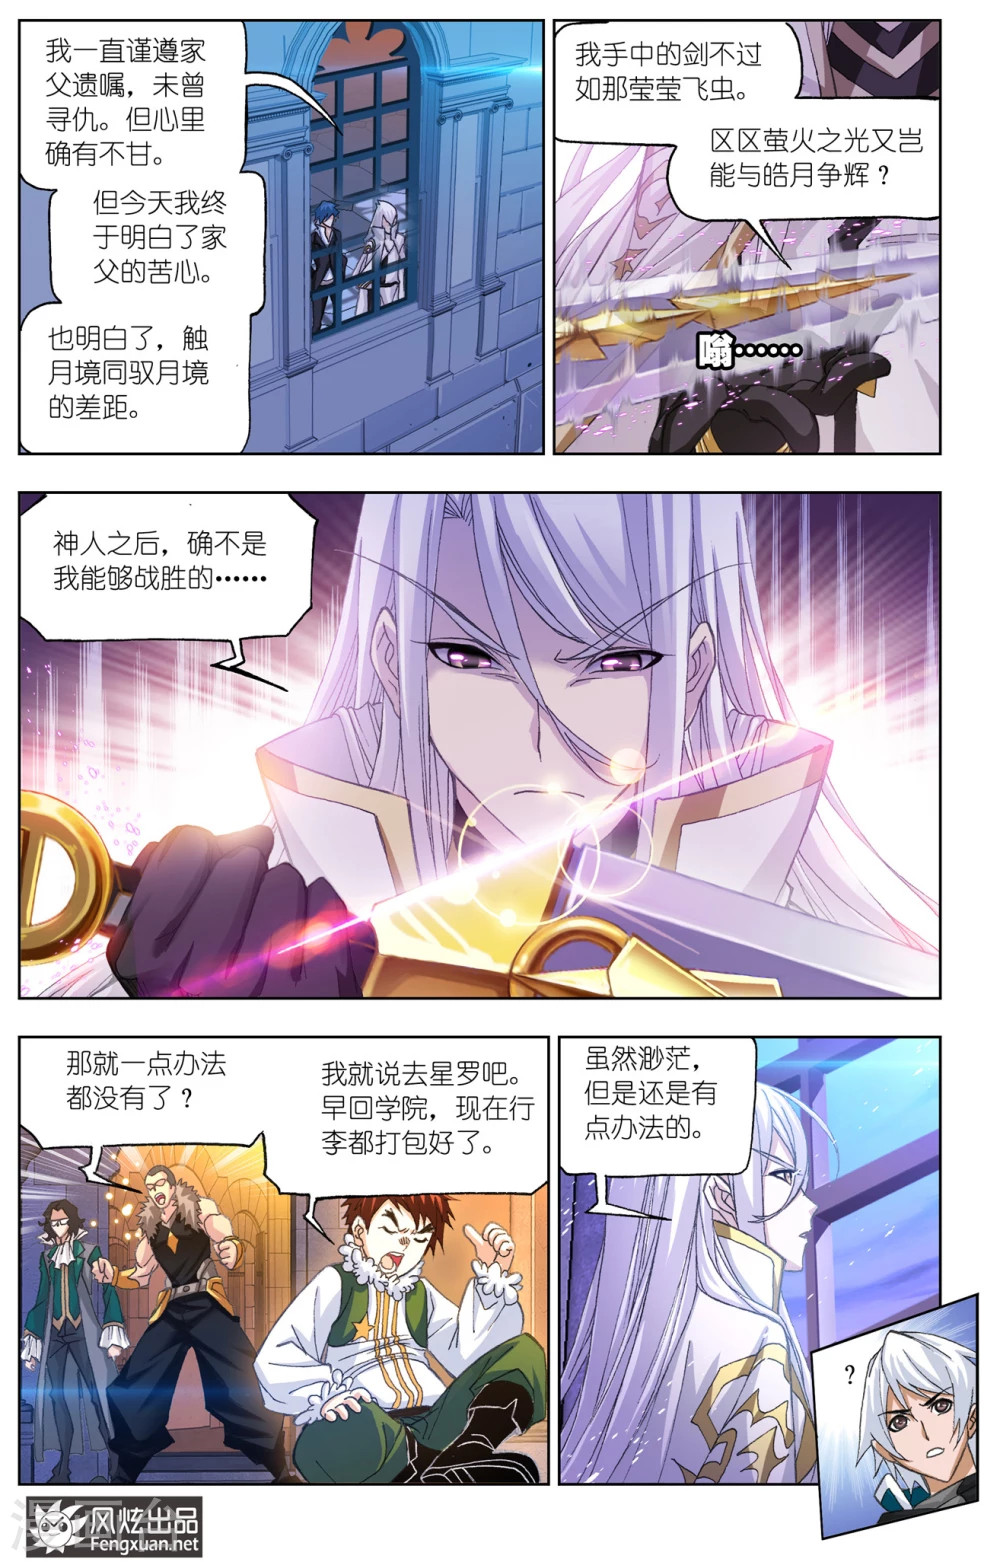 我一直谨遵家
父遗嘱，未曾
寻仇。但心里
确有不甘。
但今天我终
于明白了家
父的苦心。
也明白了，触
月境同驭月境
的差距。
我手中的剑不过
如那莹莹飞虫。
区区萤火之光又岂
能与皓月争辉？
嗡……
神人之后，确不是
我能够战胜的……
那就一点办法
都没有了？
我就说去星罗吧。
早回学院，现在行
李都打包好了。
虽然渺茫，
但是还是有
点办法的。
？
风炫出品
Fengxuan.net